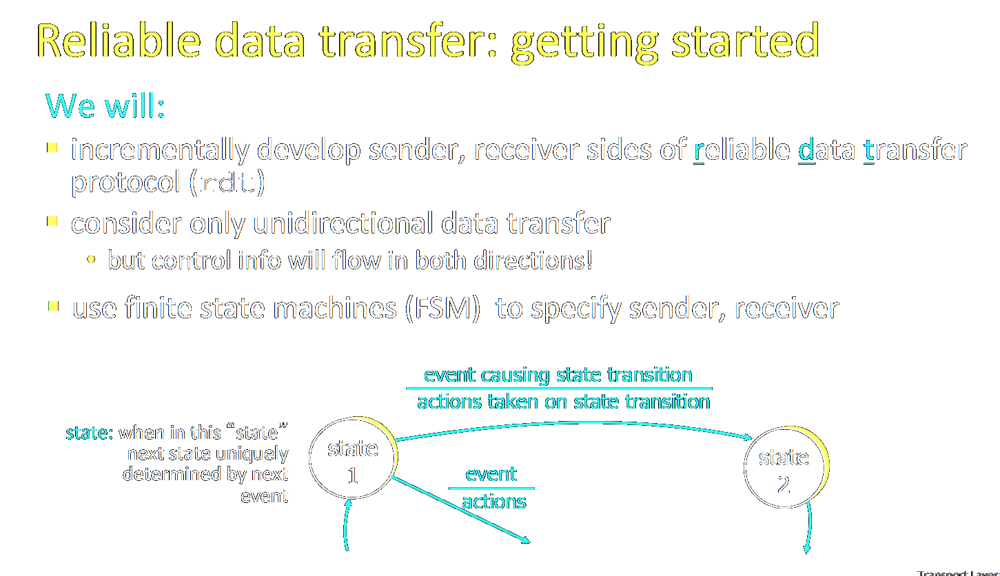 Reliable data transfer: getting started
We will:
incrementally develop sender, receiver sides of reliable data transfer
protocol (rdt)
consider only unidirectional data transfer
but control info will flow in both directions!
use finite state machines (FSM) to specify sender, receiver
event causing state transition
actions taken on state transition
state: when in this “state”
next state uniquely
determined by next
event
state
1
event
actions
state
2